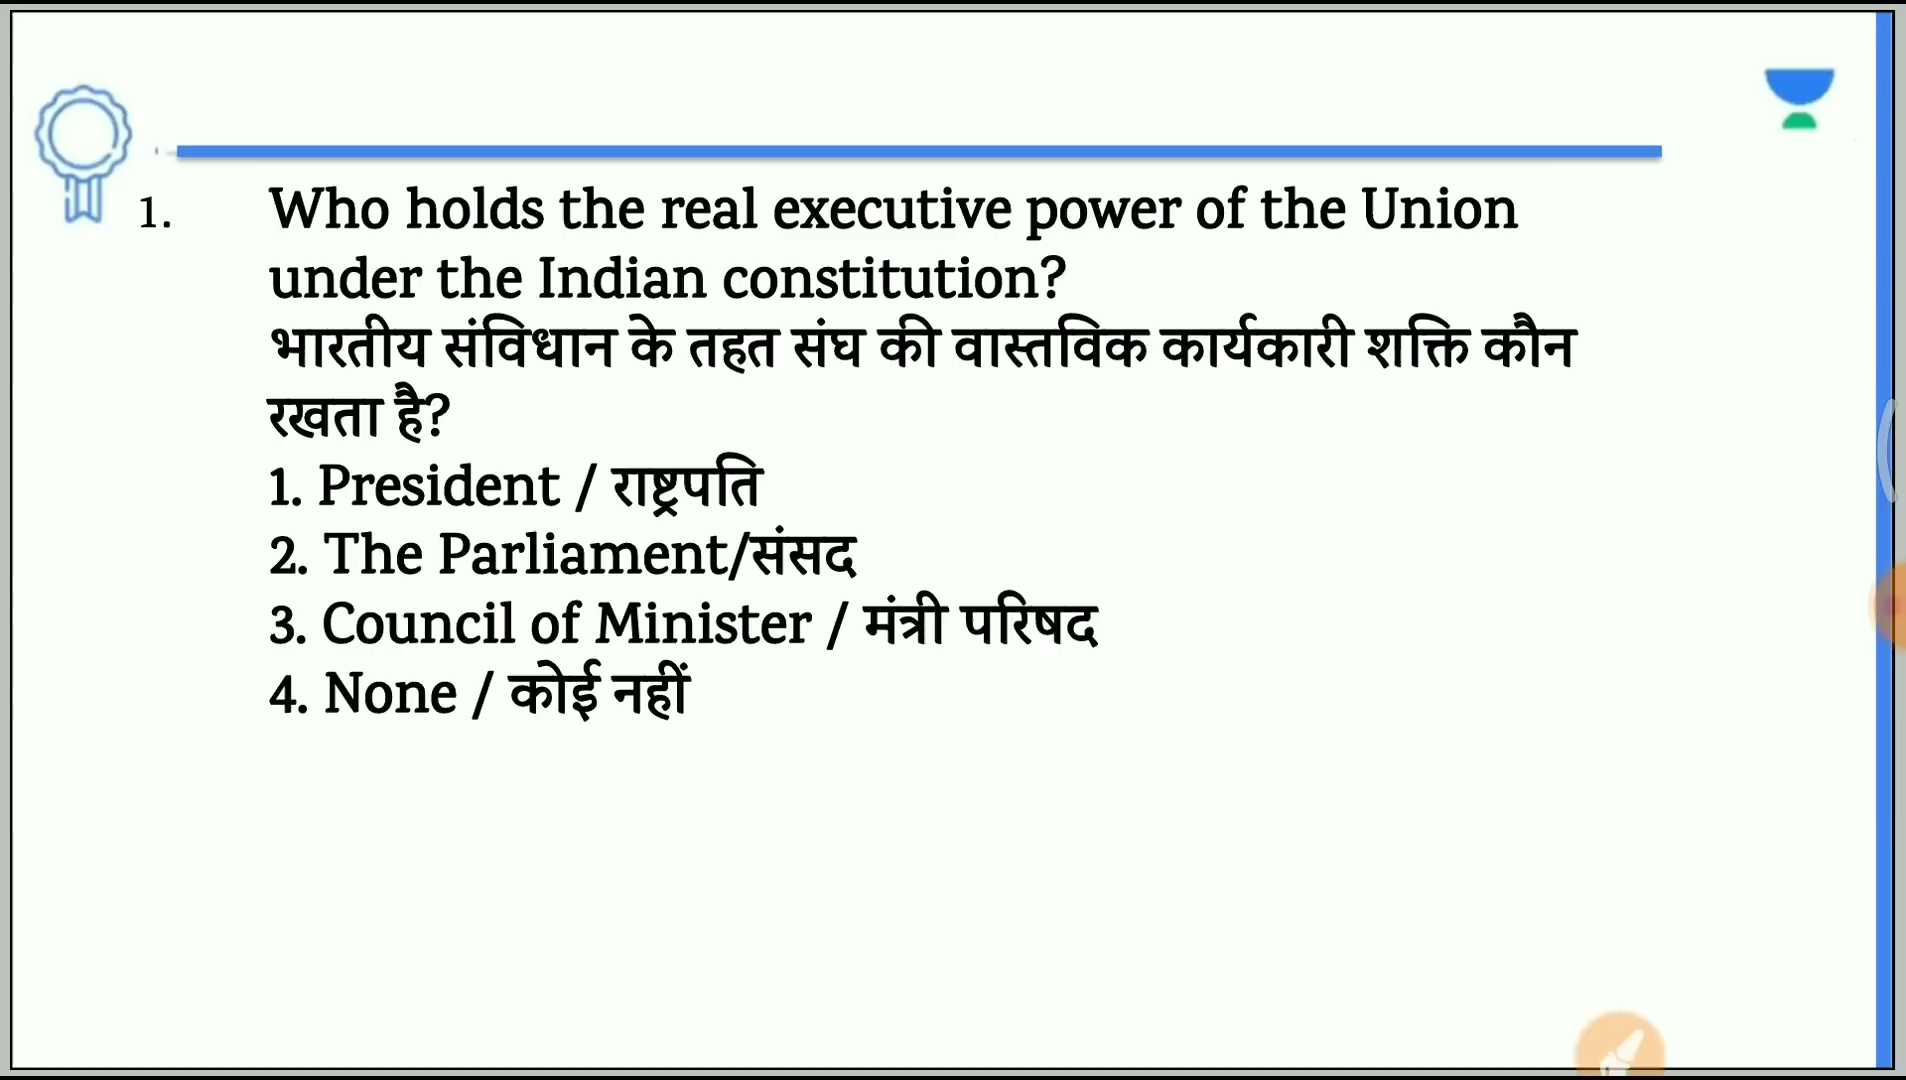 1. Who holds the real executive power of the Union
under the Indian constitution?
भारतीय संविधान के तहत संघ की वास्तविक कार्यकारी शक्ति कौन
रखता है?
1. President / राष्ट्रपति
2. The Parliament/संसद
3. Council of Minister / मंत्री परिषद
4. None / कोई नहीं